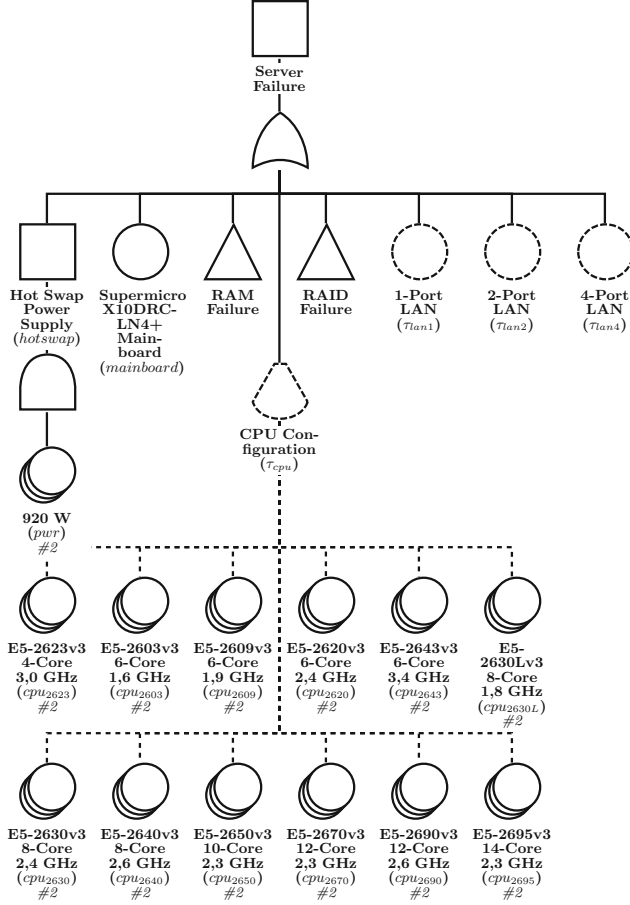 Server
Failure
Hot Swap
Power
Supply
(hotswap)
Supermicro
X10DRC-
LN4+
Main-
board
(mainboard)
RAM
Failure
RAID
Failure
1-Port
LAN
(τlan1)
2-Port
LAN
(τlan2)
4-Port
LAN
(τlan4)
CPU Con-
figuration
(τcpu)
920 W
(pwr)
#2
E5-2623v3
4-Core
3,0 GHz
(cpu2623)
#2
E5-2603v3
6-Core
1,6 GHz
(cpu2603)
#2
E5-2609v3
6-Core
1,9 GHz
(cpu2609)
#2
E5-2620v3
6-Core
2,4 GHz
(cpu2620)
#2
E5-2643v3
6-Core
3,4 GHz
(cpu2643)
#2
E5-
2630Lv3
8-Core
1,8 GHz
(cpu2630L)
#2
E5-2630v3
8-Core
2,4 GHz
(cpu2630)
#2
E5-2640v3
8-Core
2,6 GHz
(cpu2640)
#2
E5-2650v3
10-Core
2,3 GHz
(cpu2650)
#2
E5-2670v3
12-Core
2,3 GHz
(cpu2670)
#2
E5-2690v3
12-Core
2,6 GHz
(cpu2690)
#2
E5-2695v3
14-Core
2,3 GHz
(cpu2695)
#2